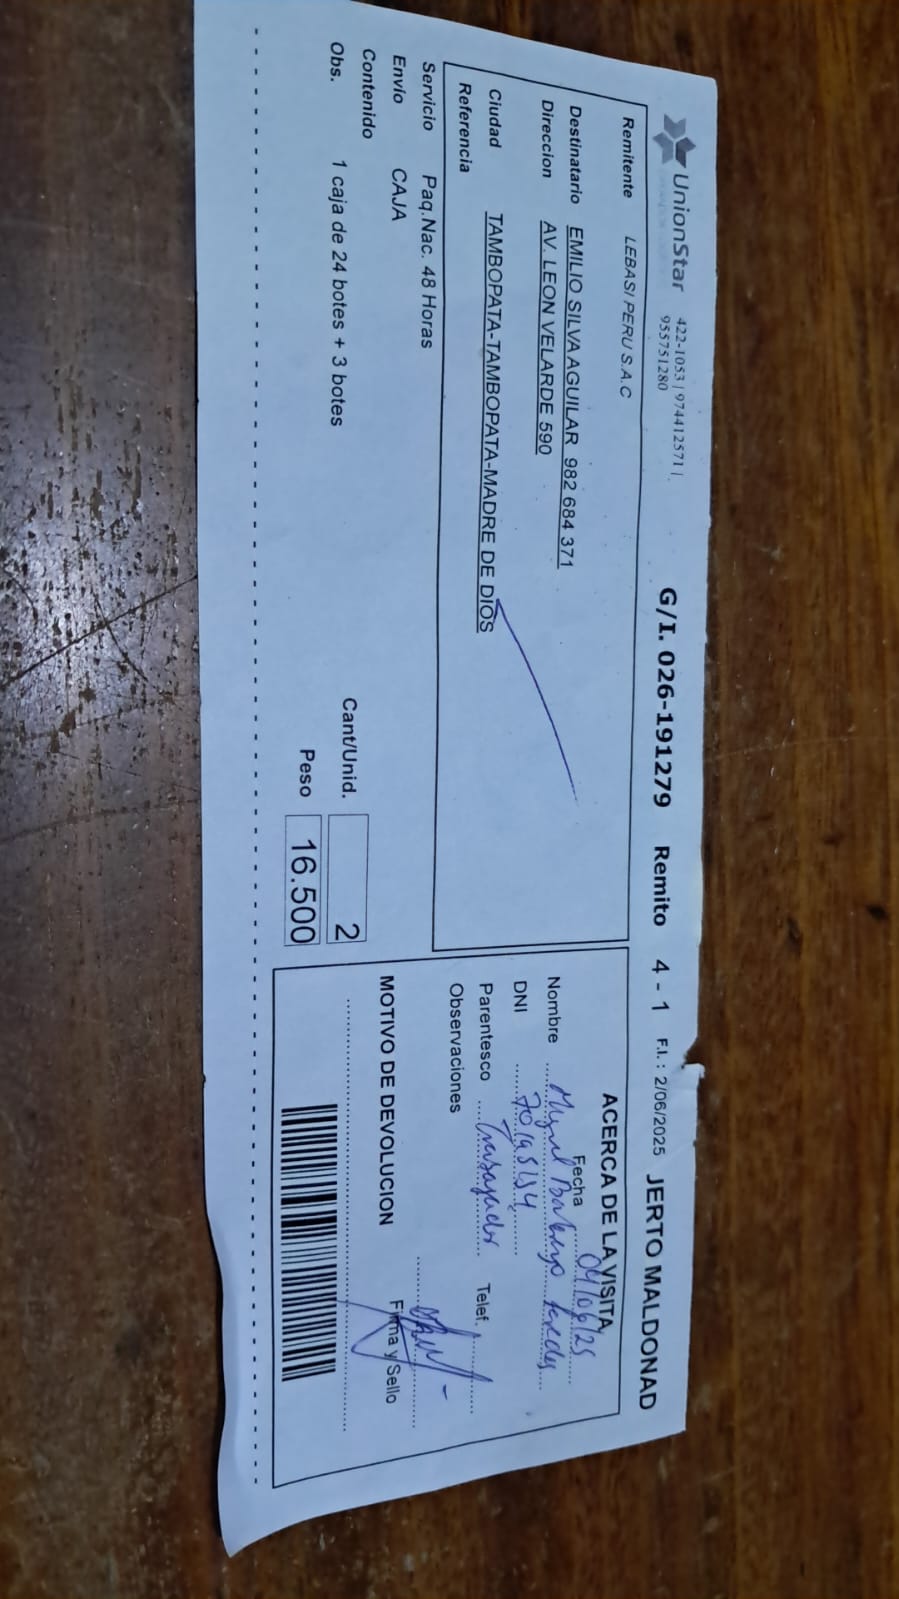 UnionStar 422-1053 | 974412571 |
955751280
G/I. 026-191279 Remito 4 - 1 F.I.: 2/06/2025 JERTO MALDONAD
Remitente LEBASI PERU S.A.C
Destinatario EMILIO SILVA AGUILAR 982 684 371
Direccion AV. LEON VELARDE 590
Ciudad TAMBOPATA-TAMBOPATA-MADRE DE DIOS
Referencia
Servicio Paq.Nac. 48 Horas
Envio CAJA
Contenido
Obs. 1 caja de 24 botes + 3 botes
Cant/Unid. 2
Peso 16.500
ACERCA DE LA VISITA
Fecha 04/06/25
Nombre Miguel
DNI
Parentesco Trabajador
Telef.
Observaciones
Firma y Sello
MOTIVO DE DEVOLUCION